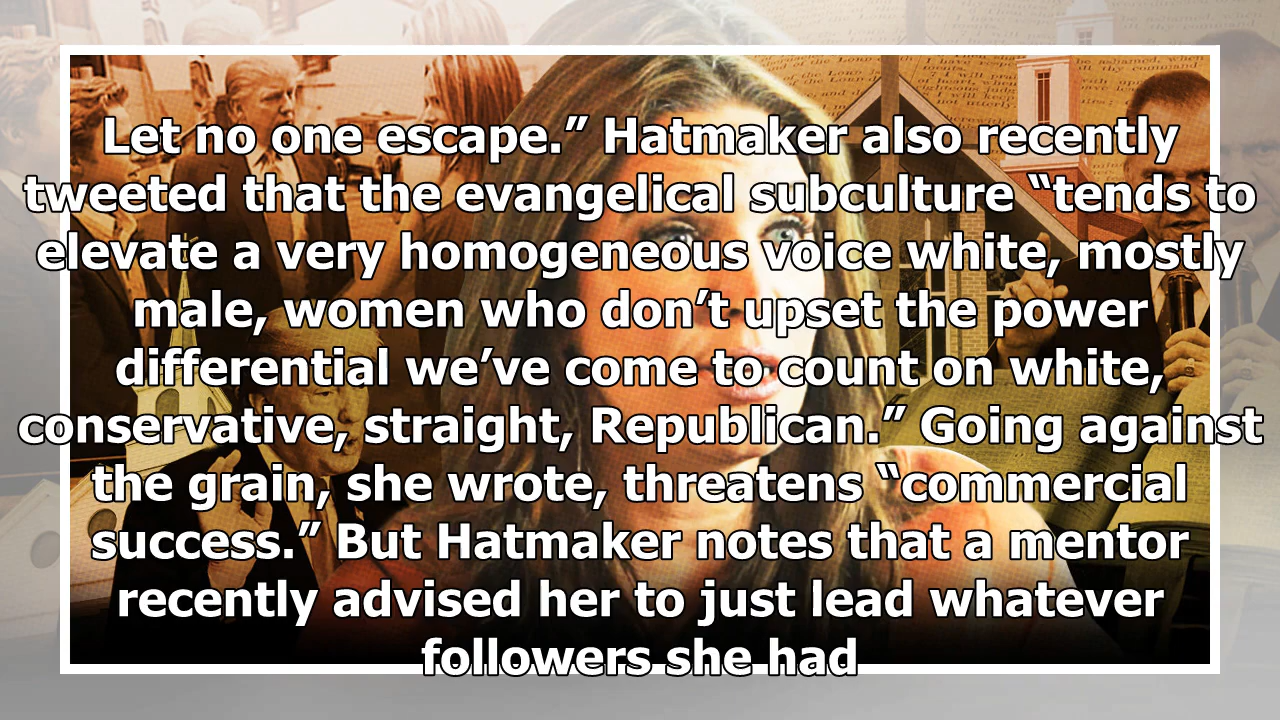 Let no one escape.” Hatmaker also recently
tweeted that the evangelical subculture “tends to
elevate a very homogeneous voice white, mostly
male, women who don’t upset the power
differential we’ve come to count on white,
conservative, straight, Republican.” Going against
the grain, she wrote, threatens “commercial
success.” But Hatmaker notes that a mentor
recently advised her to just lead whatever
followers she had